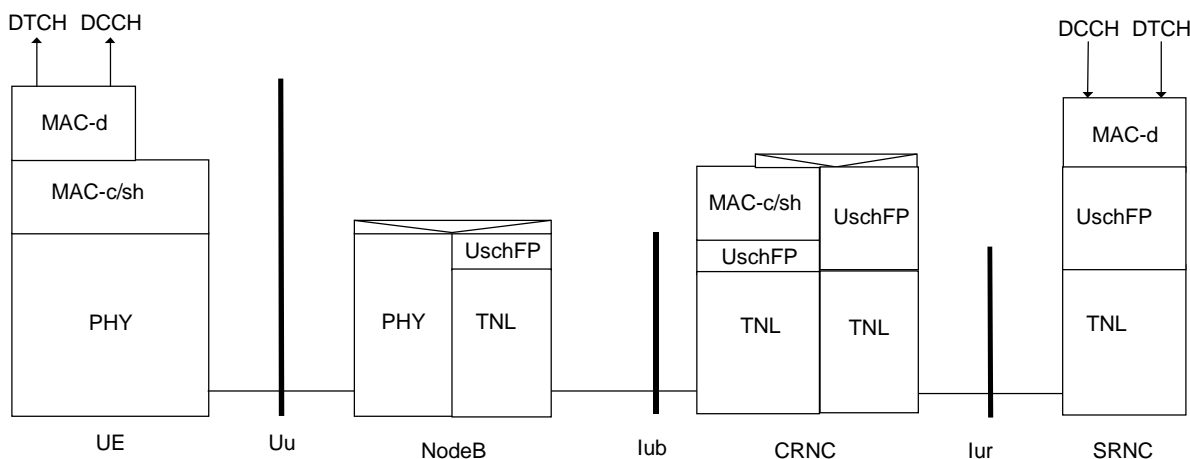 DTCH DCCH
DCCH DTCH
MAC-d
MAC-d
MAC-c/sh
MAC-c/sh
UschFP
UschFP
UschFP
UschFP
PHY
PHY
TNL
TNL
TNL
TNL
UE
Uu
NodeB
Iub
CRNC
Iur
SRNC